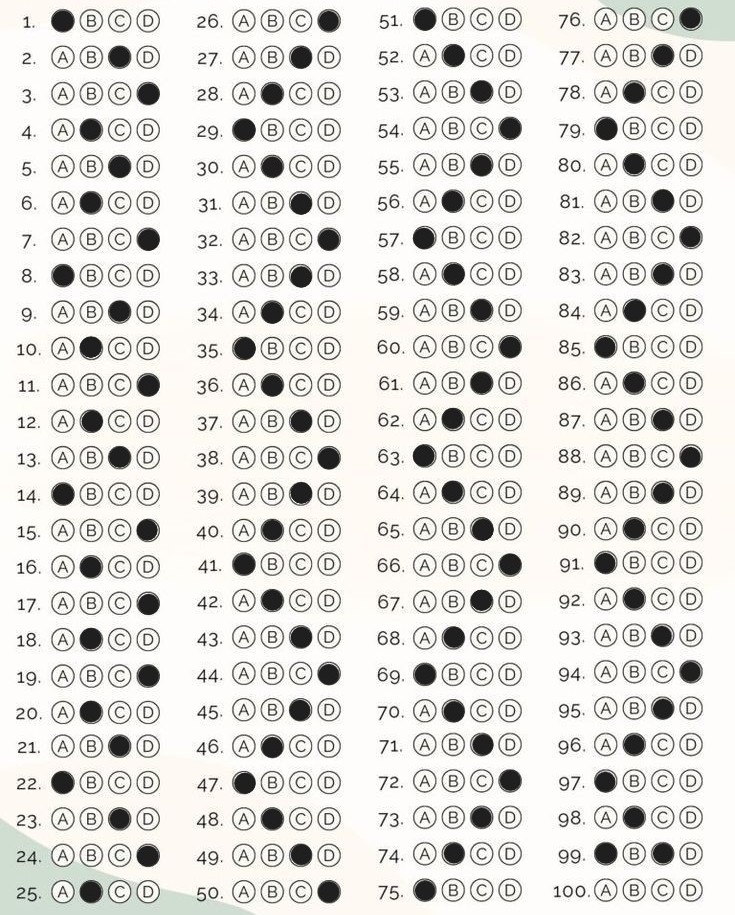 1. B C D
2. A B D
3. A B C
4. A C D
5. A B D
6. A C D
7. A B C
8. B C D
9. A B D
10. A C D
11. A B C
12. A C D
13. A B D
14. B C D
15. A B C
16. A C D
17. A B C
18. A C D
19. A B C
20. A C D
21. A B D
22. B C D
23. A B D
24. A B C
25. A C D
26. A B C
27. A B D
28. A C D
29. B C D
30. A C D
31. A B D
32. A B C
33. A B D
34. A C D
35. B C D
36. A C D
37. A B D
38. A B C
39. A B D
40. A C D
41. B C D
42. A C D
43. A B D
44. A B C
45. A B D
46. A C D
47. B C D
48. A C D
49. A B D
50. A B C
51. B C D
52. A C D
53. A B D
54. A B C
55. A B D
56. A C D
57. B C D
58. A C D
59. A B D
60. A B C
61. A B D
62. A C D
63. B C D
64. A C D
65. A B D
66. A B C
67. A B D
68. A C D
69. B C D
70. A C D
71. A B D
72. A B C
73. A B D
74. A C D
75. B C D
76. A B C
77. A B D
78. A C D
79. B C D
80. A C D
81. A B D
82. A B C
83. A B D
84. A C D
85. B C D
86. A C D
87. A B D
88. A B C
89. A B D
90. A C D
91. B C D
92. A C D
93. A B D
94. A B C
95. A B D
96. A C D
97. B C D
98. A C D
99. B D
100. A B C D